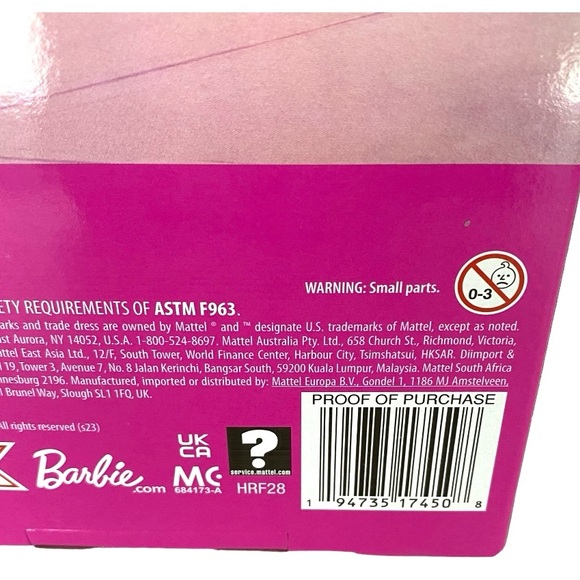 WARNING: Small parts.
0-3
ETY REQUIREMENTS OF ASTM F963.
arks and trade dress are owned by Mattel ® and ™ designate U.S. trademarks of Mattel, except as noted.
st Aurora, NY 14052, U.S.A. 1-800-524-8697. Mattel Australia Pty. Ltd., 658 Church St., Richmond, Victoria,
ttel East Asia Ltd., 12/F, South Tower, World Finance Center, Harbour City, Tsimshatsui, HKSAR. Diimport &
l 19, Tower 3, Avenue 7, No. 8 Jalan Kerinchi, Bangsar South, 59200 Kuala Lumpur, Malaysia. Mattel South Africa
nnesburg 2196. Manufactured, imported or distributed by: Mattel Europa B.V., Gondel 1, 1186 MJ Amstelveen,
l Brunel Way, Slough SL1 1FQ, UK.
PROOF OF PURCHASE
All rights reserved (s23)
UK
CA
?
service.mattel.com
Barbie.com
MC
684173-A
HRF28
1 94735 17450 8